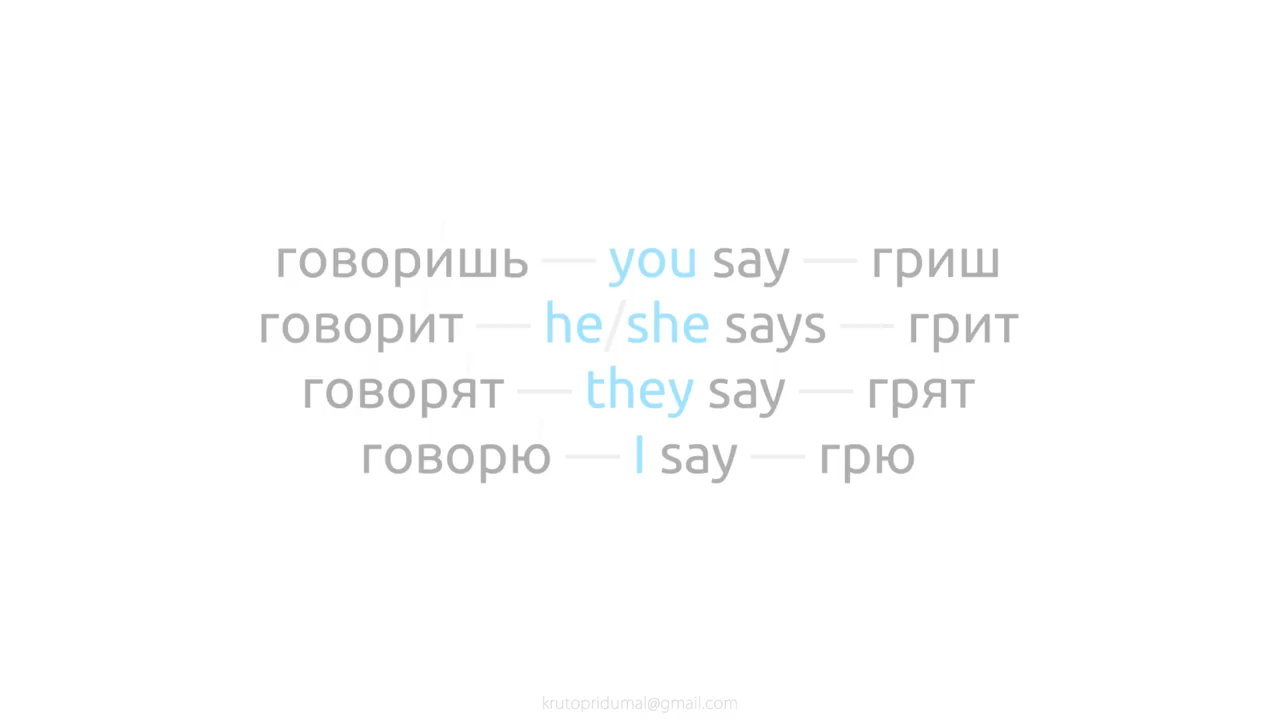 говоришь — you say — гриш
говорит — he/she says — грит
говорят — they say — грят
говорю — I say — грю
krutopridumal@gmail.com